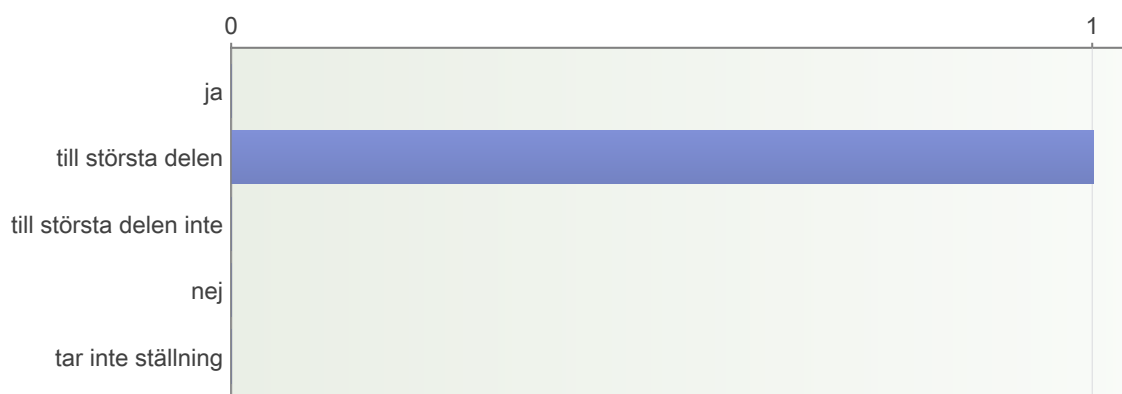 0 1
ja
till största delen
till största delen inte
nej
tar inte ställning